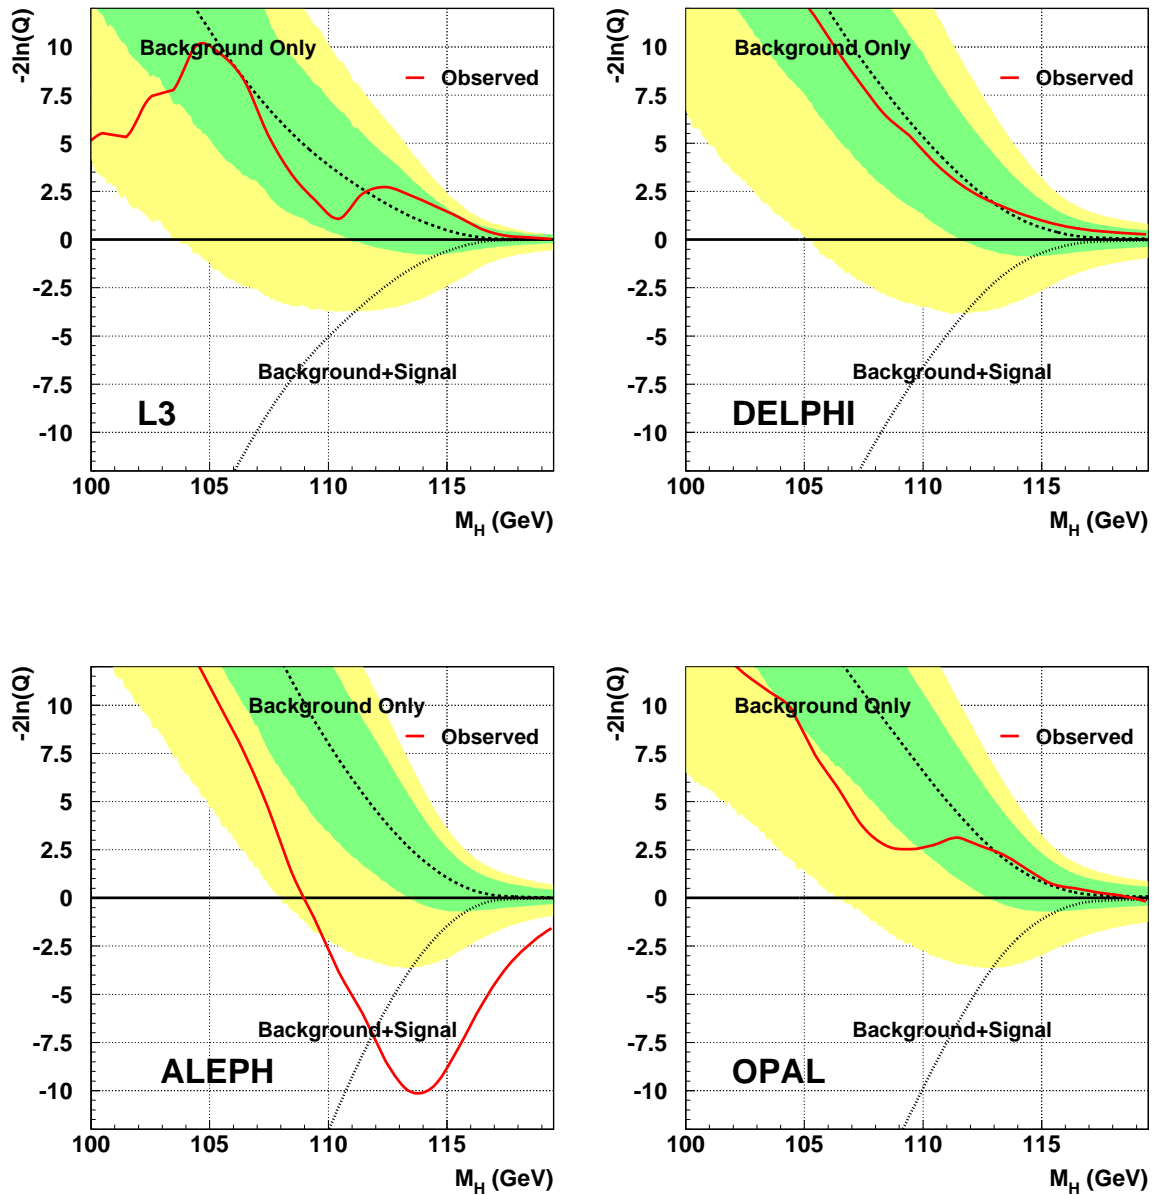 -2ln(Q)
10
7.5
5
2.5
0
-2.5
-5
-7.5
-10
Background Only
Observed
Background+Signal
L3
100 105 110 115
M_H (GeV)
-2ln(Q)
10
7.5
5
2.5
0
-2.5
-5
-7.5
-10
Background Only
Observed
Background+Signal
DELPHI
100 105 110 115
M_H (GeV)
-2ln(Q)
10
7.5
5
2.5
0
-2.5
-5
-7.5
-10
Background Only
Observed
Background+Signal
ALEPH
100 105 110 115
M_H (GeV)
-2ln(Q)
10
7.5
5
2.5
0
-2.5
-5
-7.5
-10
Background Only
Observed
Background+Signal
OPAL
100 105 110 115
M_H (GeV)